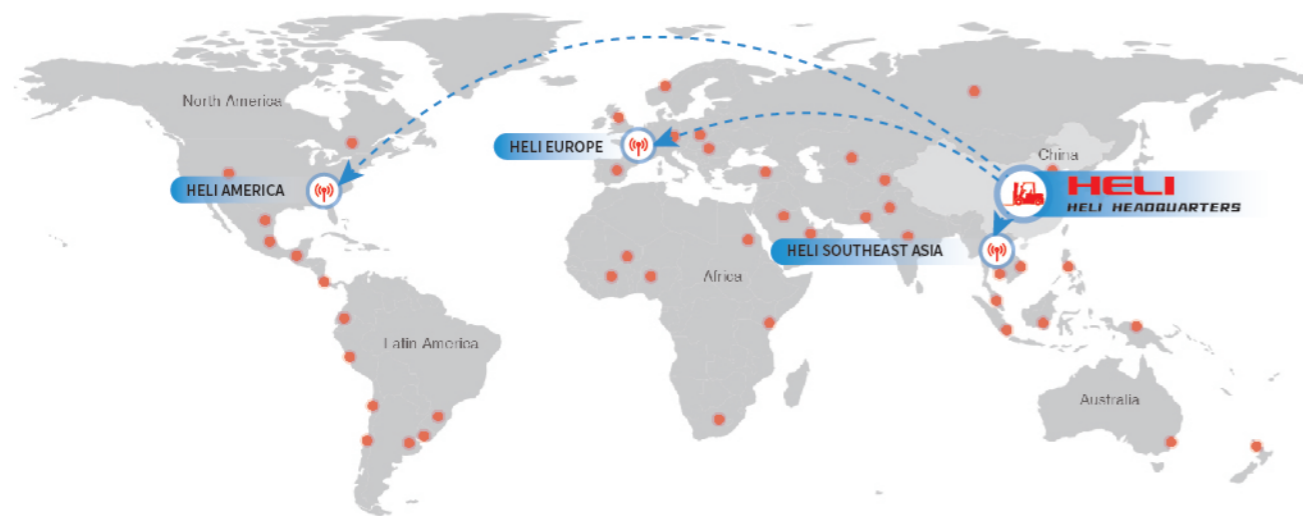 North America
China
HELI EUROPE
HELI AMERICA
HELI
HELI HEADQUARTERS
HELI SOUTHEAST ASIA
Africa
Latin America
Australia